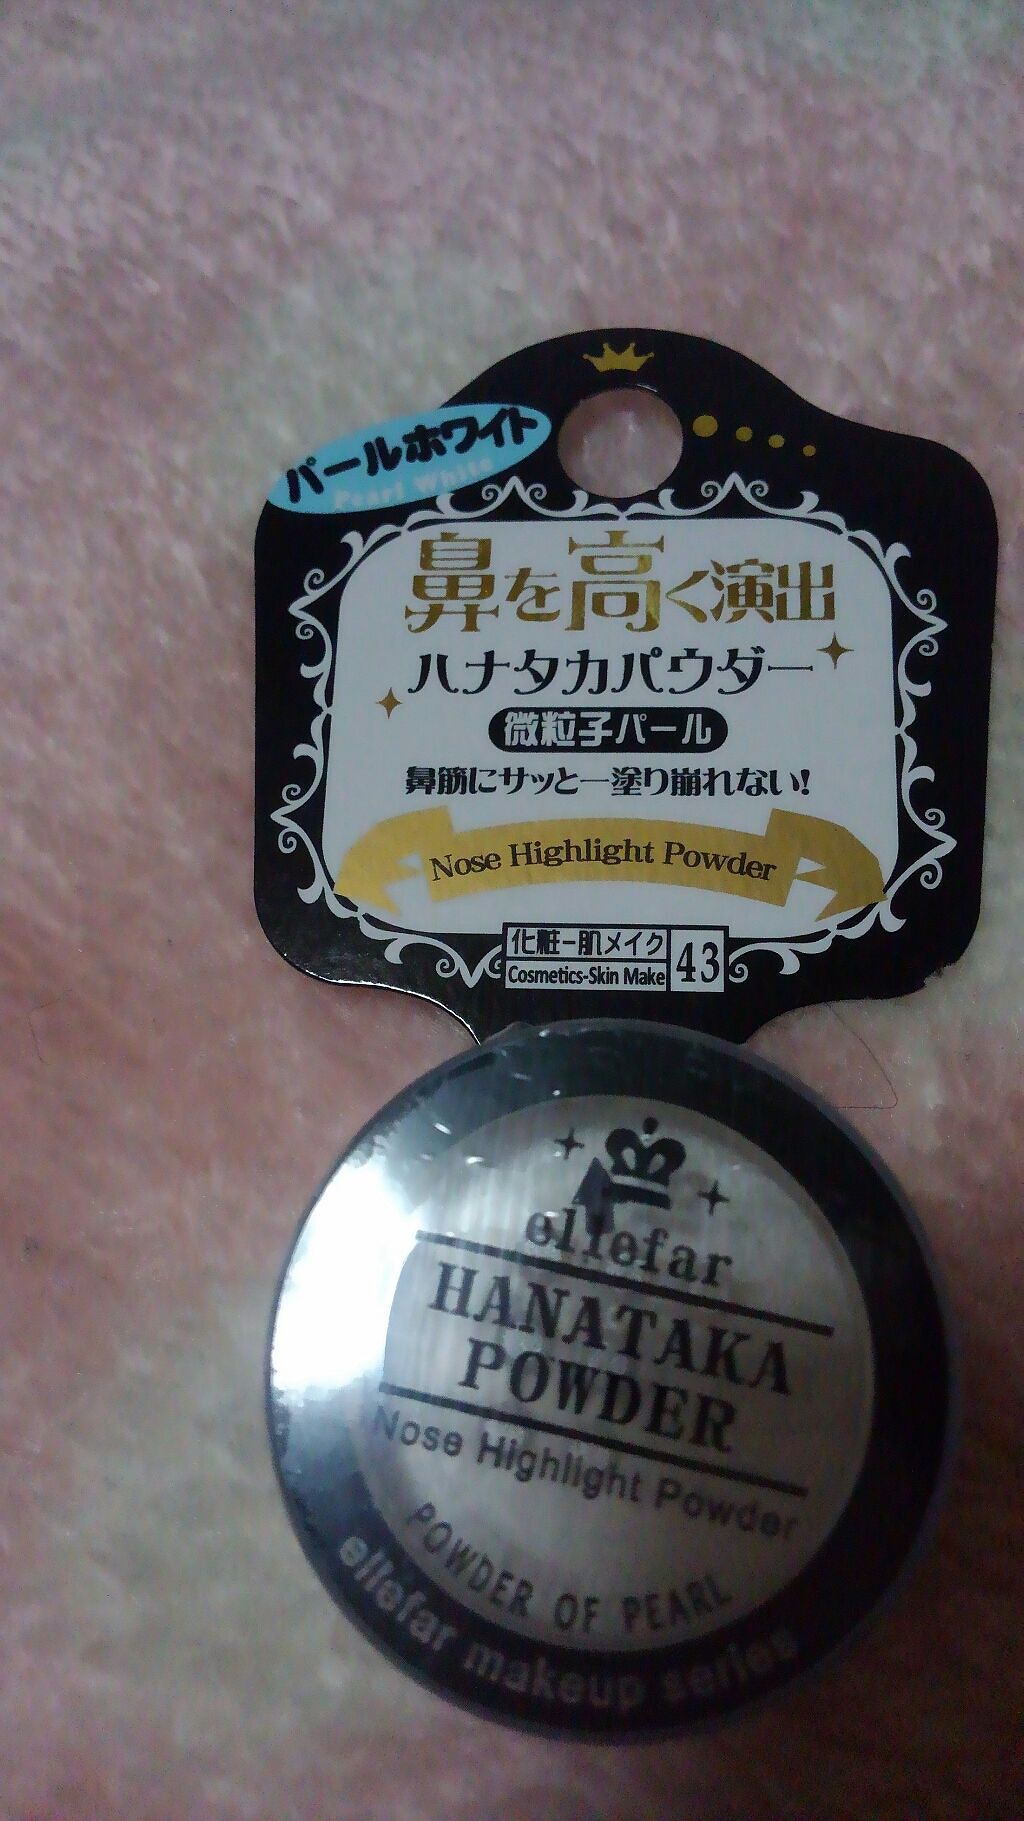 パールホワイト
Pearl White
鼻を高く演出
ハナタカパウダー
微粒子パール
鼻筋にサッと一塗り崩れない!
Nose Highlight Powder
化粧-肌メイク 43
Cosmetics-Skin Make
ellefar
HANATAKA
POWDER
Nose Highlight Powder
POWDER OF PEARL
ellefar makeup series